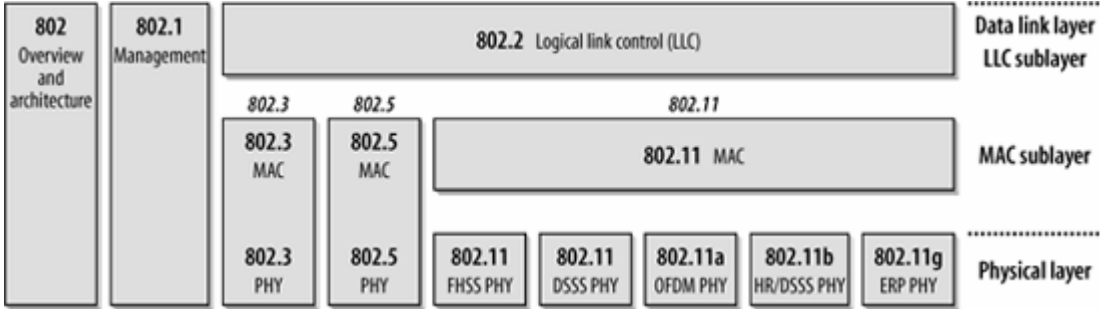 802
Overview
and
architecture
802.1
Management
802.2 Logical link control (LLC)
Data link layer
LLC sublayer
802.3
802.5
802.11
802.3
MAC
802.5
MAC
802.11 MAC
MAC sublayer
802.3
PHY
802.5
PHY
802.11
FHSS PHY
802.11
DSSS PHY
802.11a
OFDM PHY
802.11b
HR/DSSS PHY
802.11g
ERP PHY
Physical layer